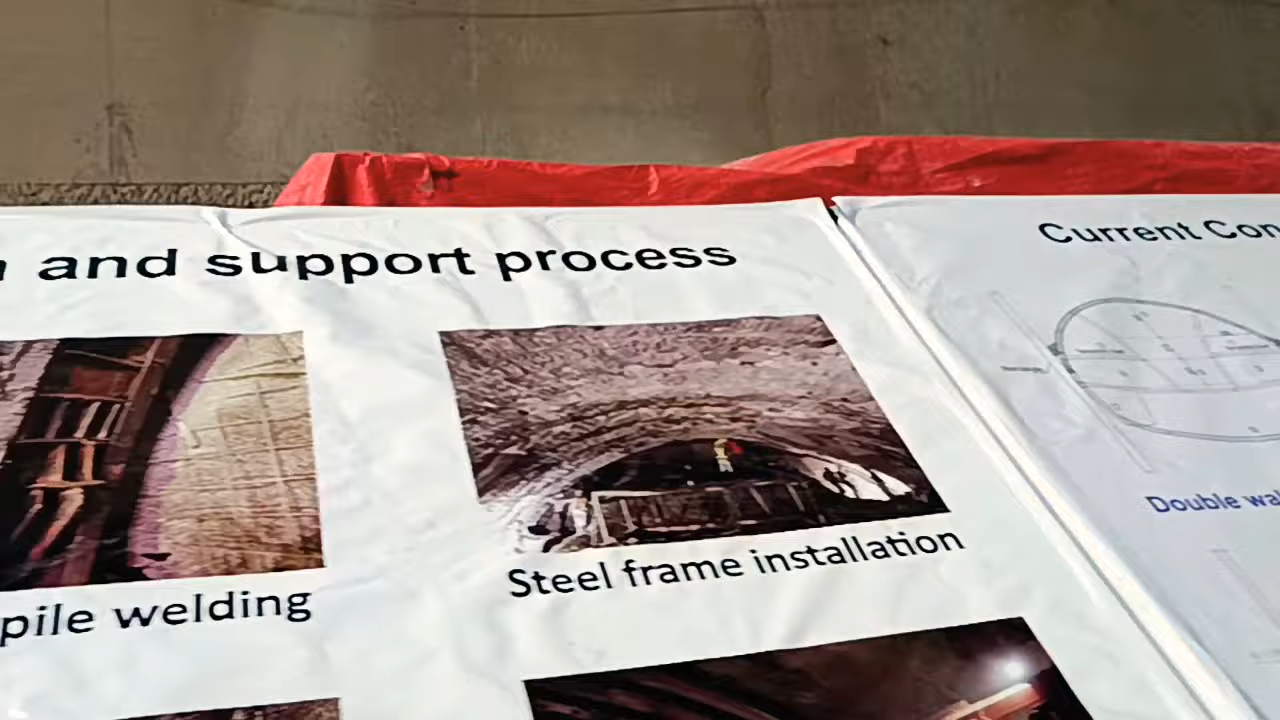 and support process
Current Con
pile welding
Steel frame installation
Double wal